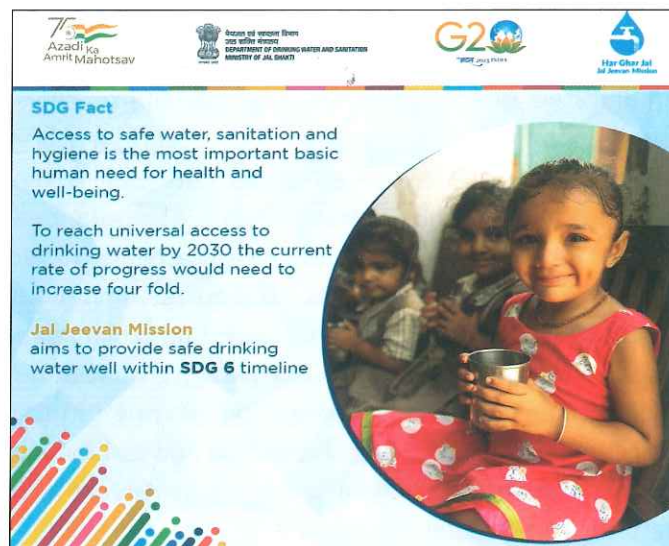 Azadi Ka
Amrit Mahotsav
पेयजल एवं स्वच्छता विभाग
जल शक्ति मंत्रालय
DEPARTMENT OF DRINKING WATER AND SANITATION
MINISTRY OF JAL SHAKTI
G20
Har Ghar Jal
Jal Jeevan Mission
SDG Fact
Access to safe water, sanitation and
hygiene is the most important basic
human need for health and
well-being.
To reach universal access to
drinking water by 2030 the current
rate of progress would need to
increase four fold.
Jal Jeevan Mission
aims to provide safe drinking
water well within SDG 6 timeline